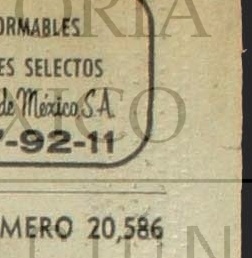 ORMABLES
ES SELECTOS
de México, S.A.
7-92-11
MERO 20,586